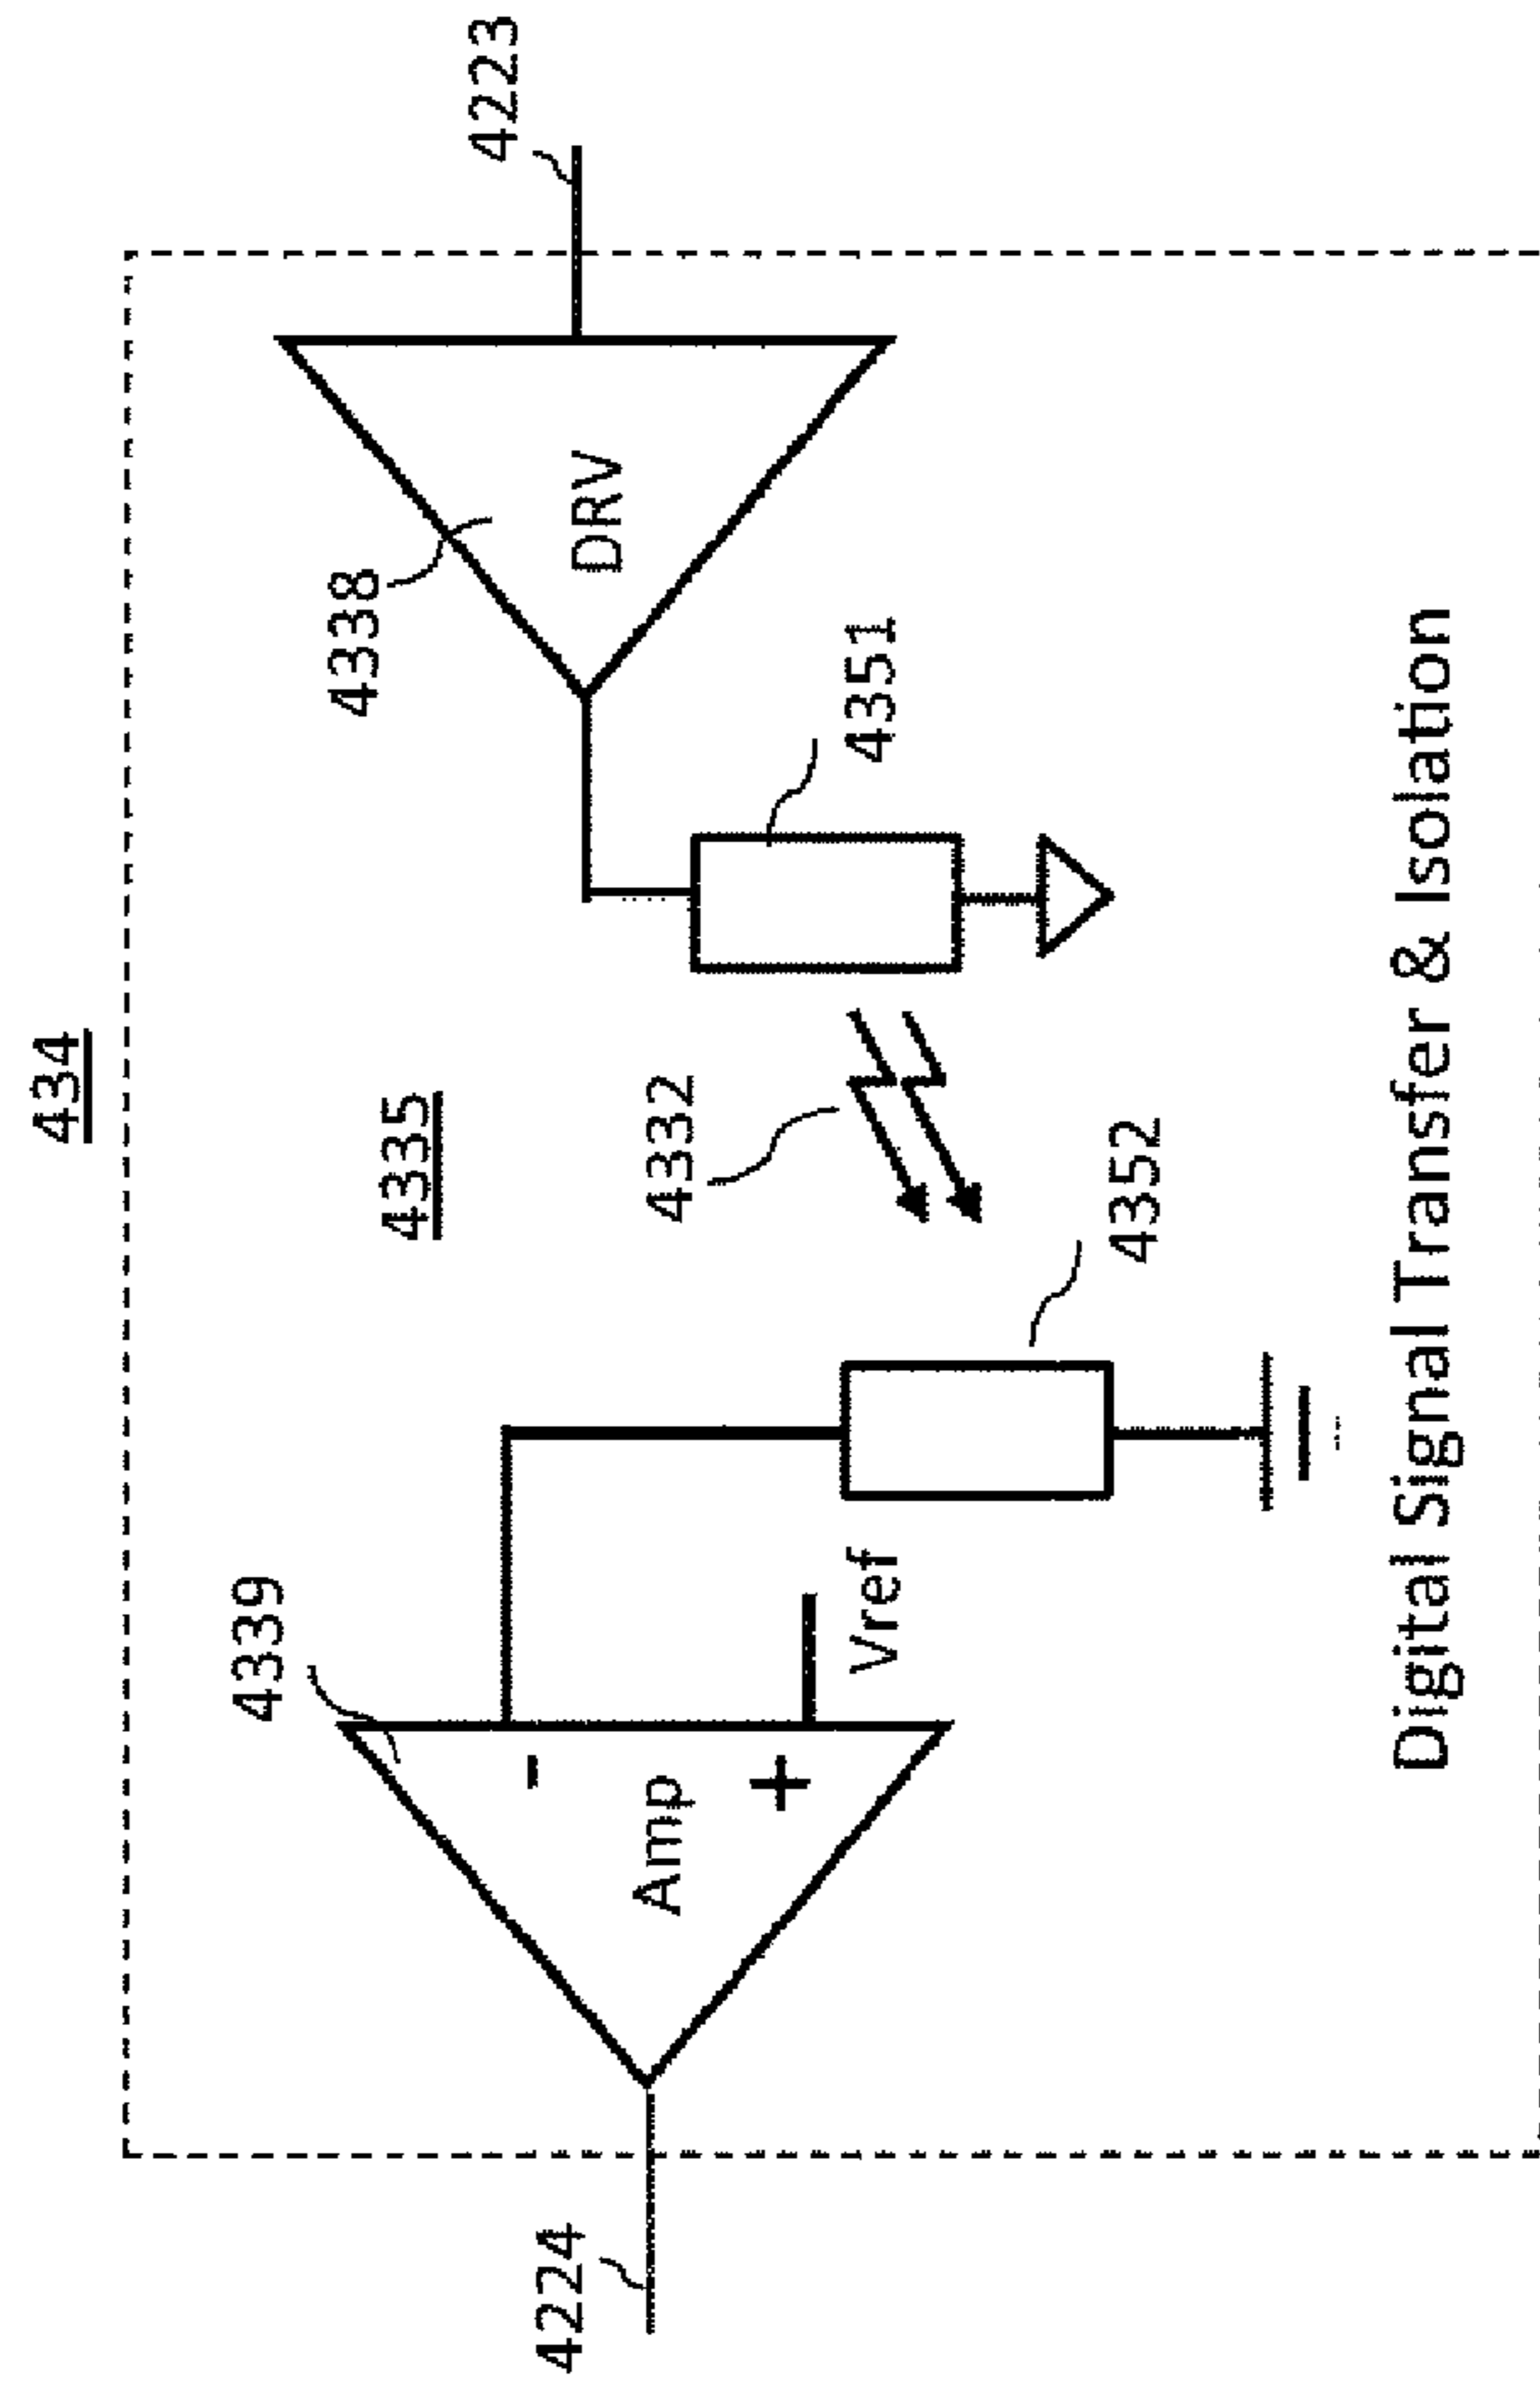 434
4339
4335
4338
4224
4332
4223
-
Amp
DRV
+
Vref
4352
4351
Digital Signal Transfer & Isolation